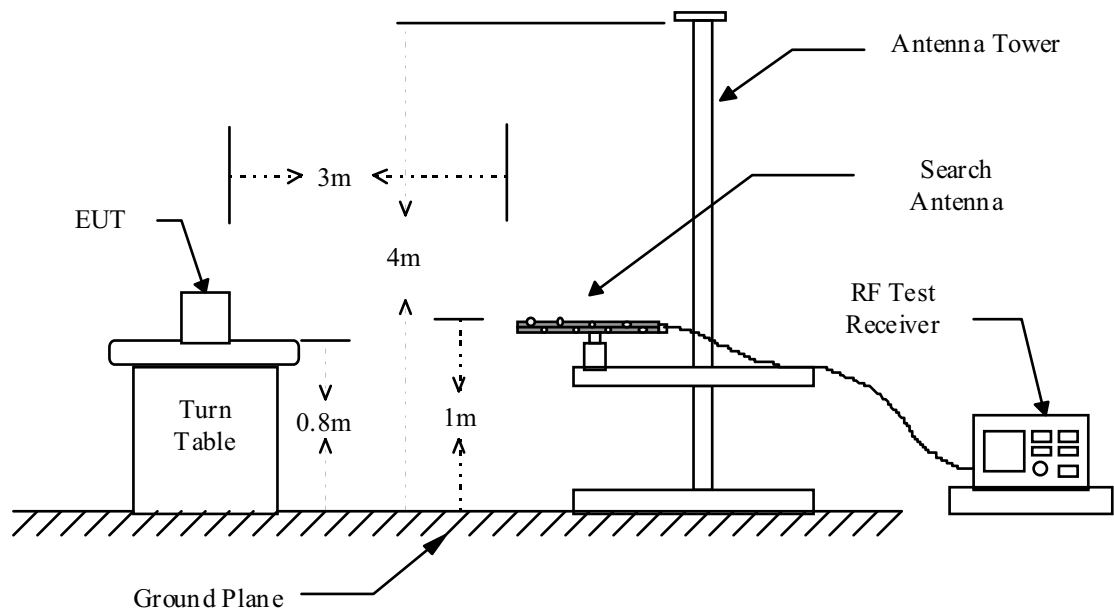 Antenna Tower
3m
Search
Antenna
EUT
4m
RF Test
Receiver
Turn
Table
0.8m
1m
Ground Plane